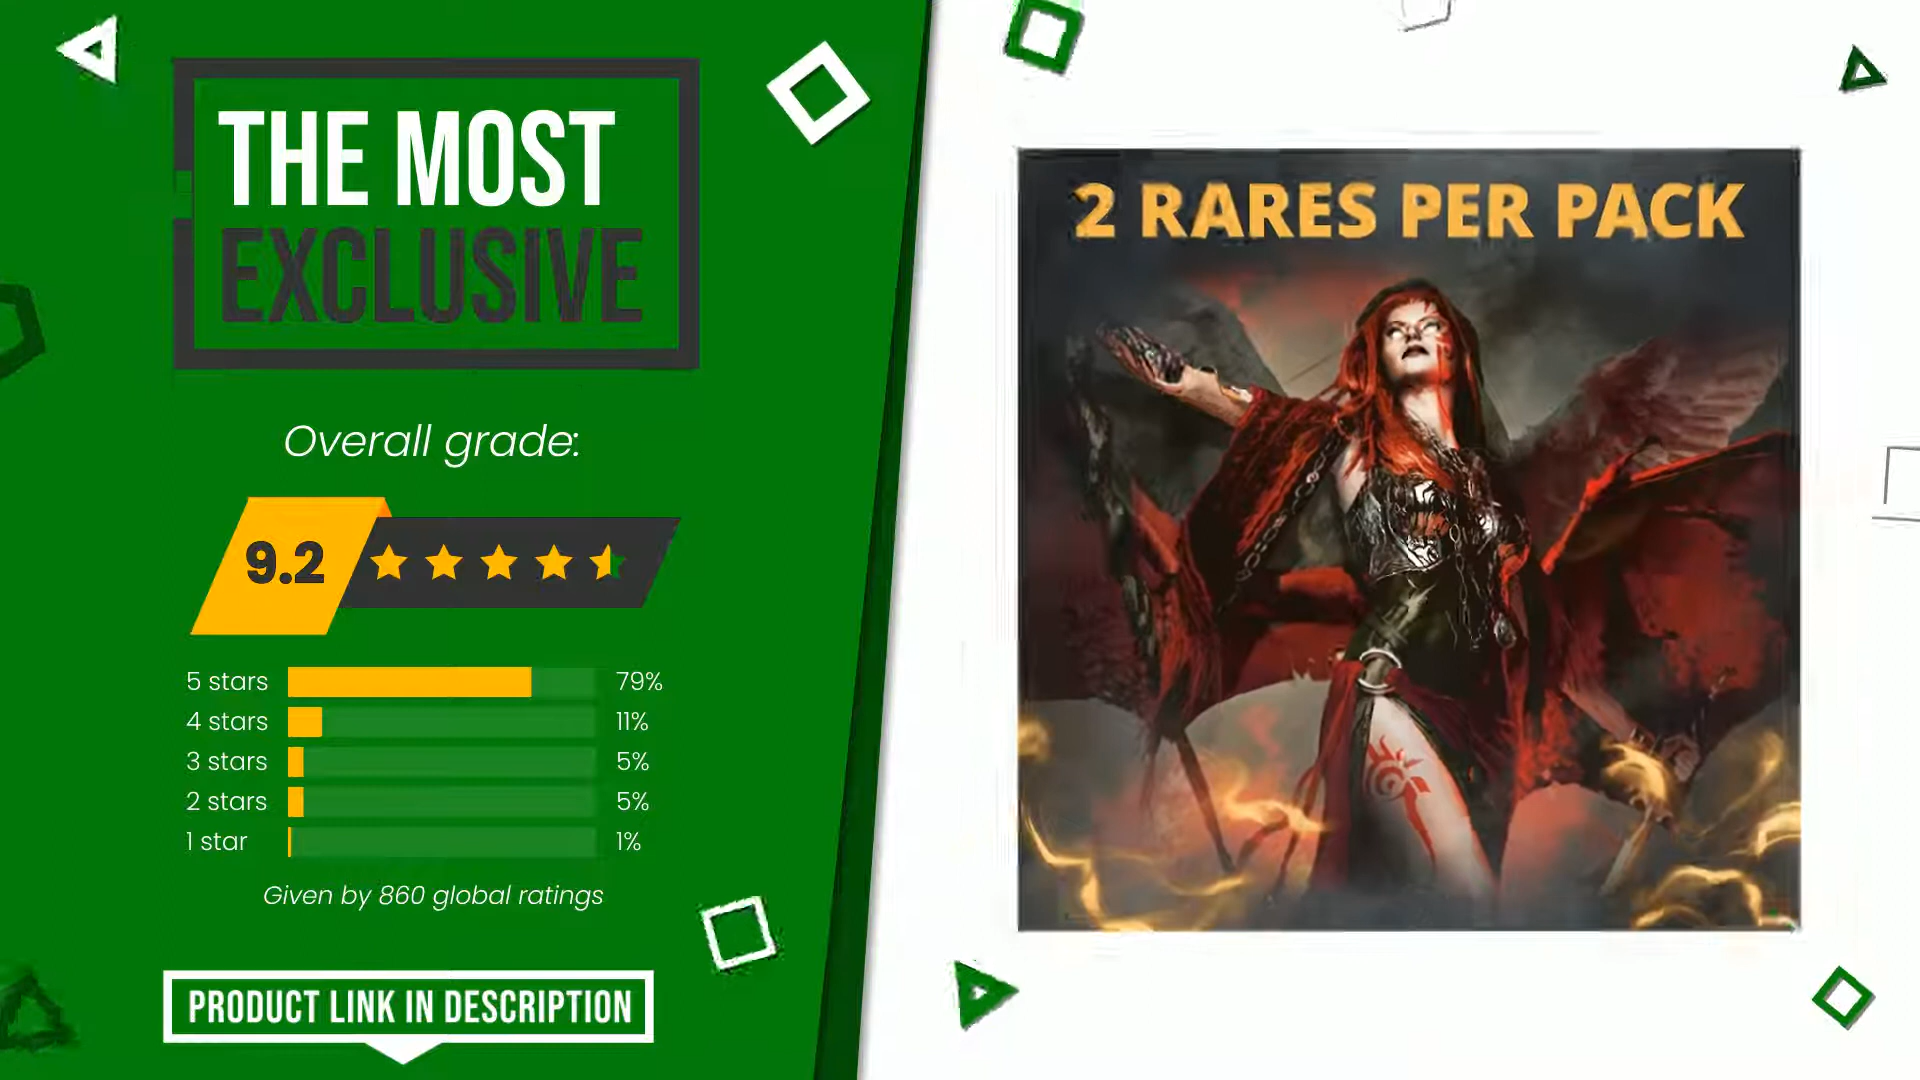 THE MOST
EXCLUSIVE
Overall grade:
9.2
5 stars 79%
4 stars 11%
3 stars 5%
2 stars 5%
1 star 1%
Given by 860 global ratings
PRODUCT LINK IN DESCRIPTION
2 RARES PER PACK